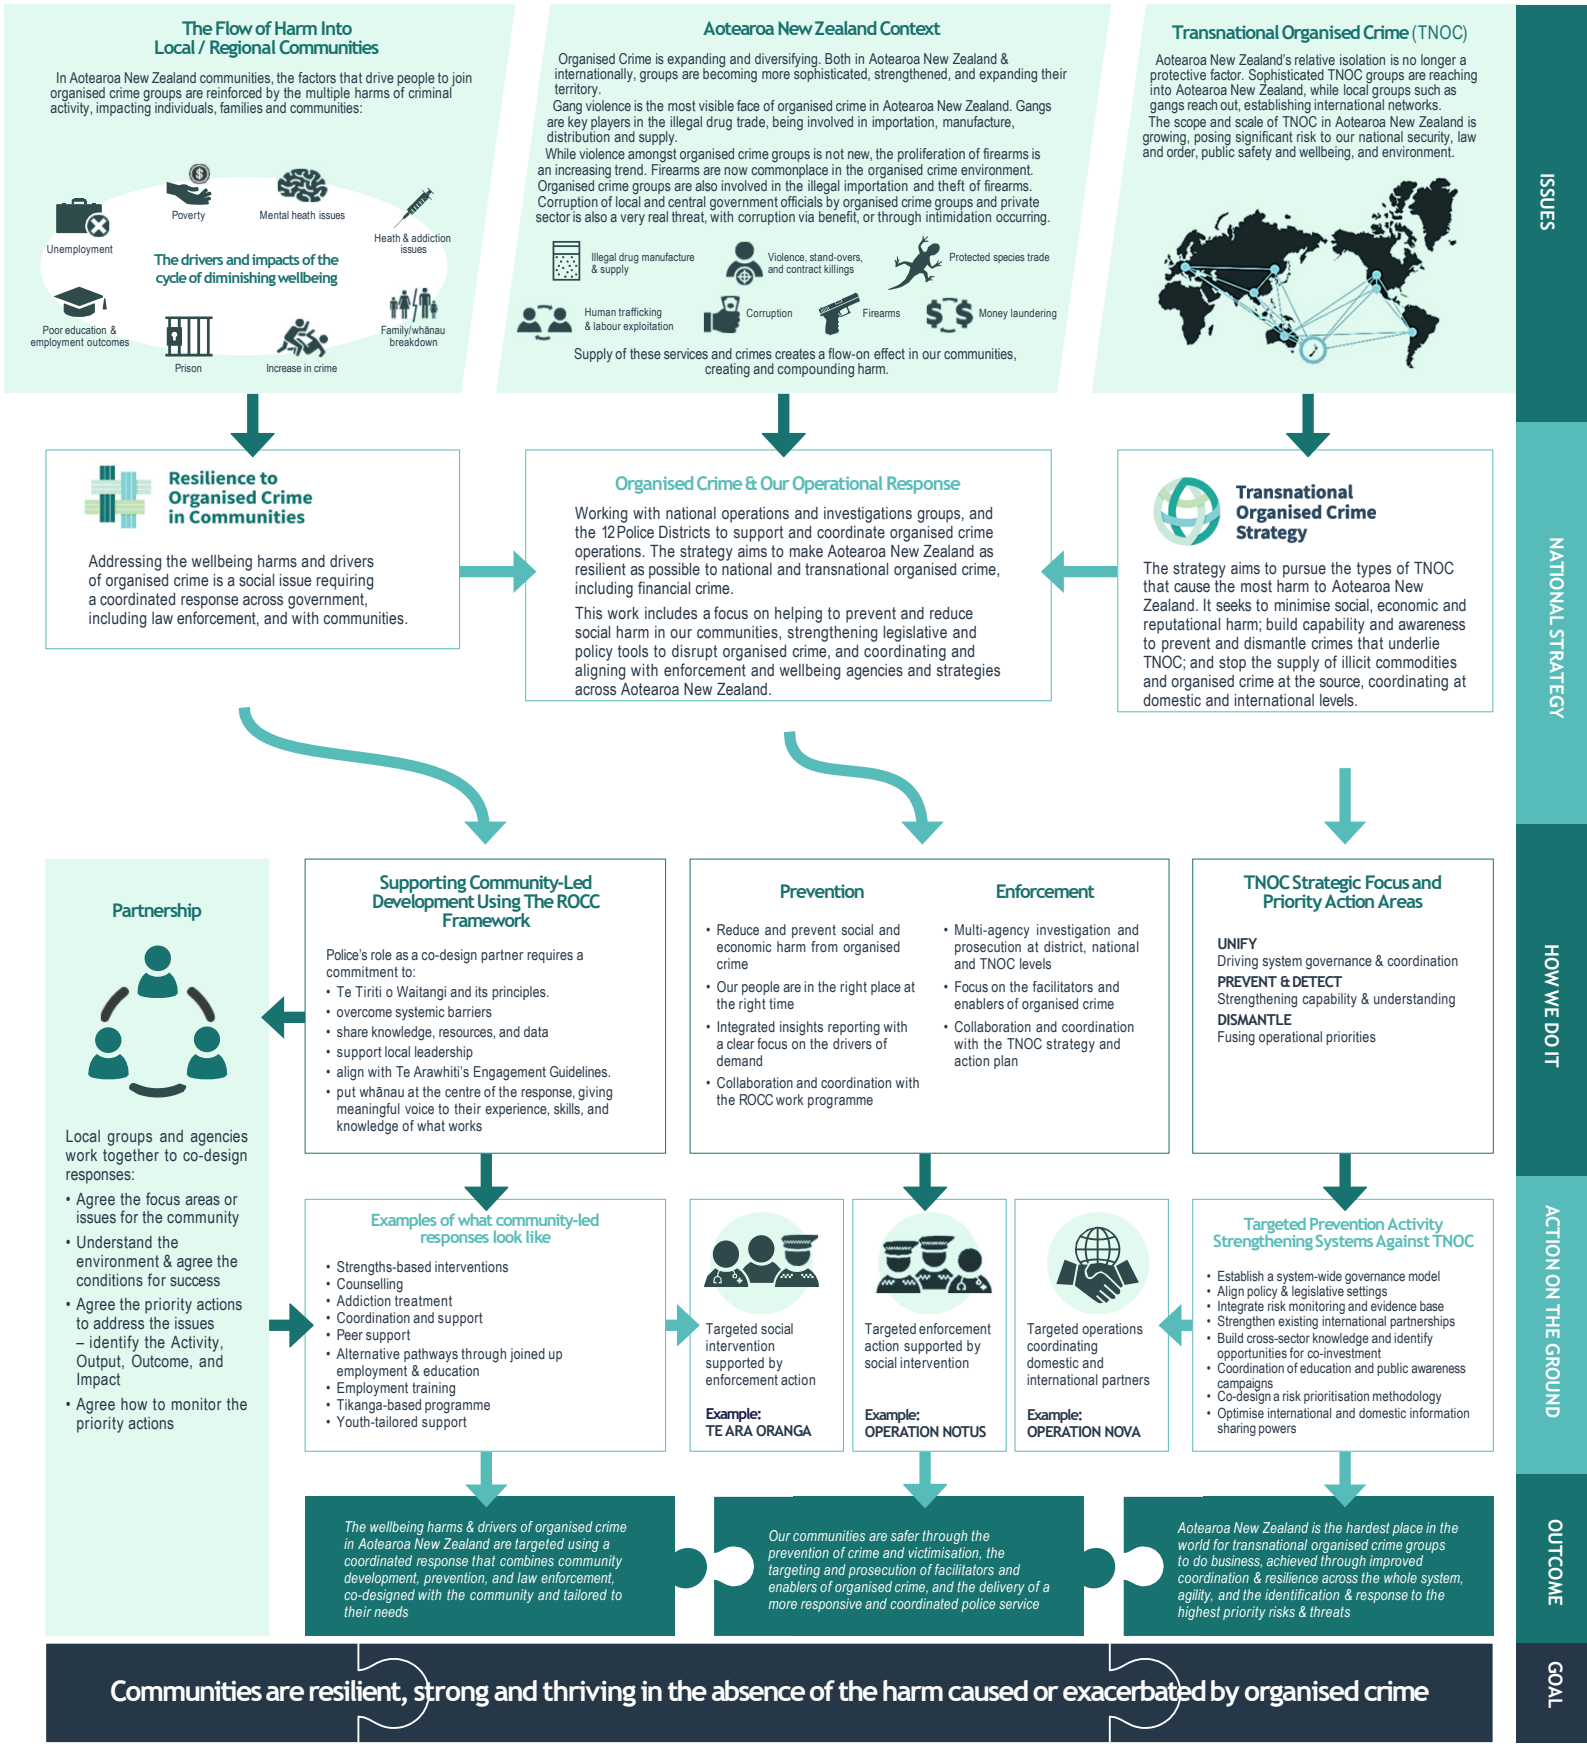 The Flow of Harm Into
Local / Regional Communities
In Aotearoa New Zealand communities, the factors that drive people to join
organised crime groups are reinforced by the multiple harms of criminal
activity, impacting individuals, families and communities:
Poverty
Mental heath issues
Unemployment
Heath & addiction
issues
The drivers and impacts of the
cycle of diminishing wellbeing
Poor education &
employment outcomes
Prison
Increase in crime
Family/whānau
breakdown
Aotearoa New Zealand Context
Organised Crime is expanding and diversifying. Both in Aotearoa New Zealand &
internationally, groups are becoming more sophisticated, strengthened, and expanding their
territory.
Gang violence is the most visible face of organised crime in Aotearoa New Zealand. Gangs
are key players in the illegal drug trade, being involved in importation, manufacture,
distribution and supply.
While violence amongst organised crime groups is not new, the proliferation of firearms is
an increasing trend. Firearms are now commonplace in the organised crime environment.
Organised crime groups are also involved in the illegal importation and theft of firearms.
Corruption of local and central government officials by organised crime groups and private
sector is also a very real threat, with corruption via benefit, or through intimidation occurring.
Illegal drug manufacture
& supply
Violence, stand-overs,
and contract killings
Protected species trade
Human trafficking
& labour exploitation
Corruption
Firearms
Money laundering
Supply of these services and crimes creates a flow-on effect in our communities,
creating and compounding harm.
Transnational Organised Crime (TNOC)
Aotearoa New Zealand's relative isolation is no longer a
protective factor. Sophisticated TNOC groups are reaching
into Aotearoa New Zealand, while local groups such as
gangs reach out, establishing international networks.
The scope and scale of TNOC in Aotearoa New Zealand is
growing, posing significant risk to our national security, law
and order, public safety and wellbeing, and environment.
ISSUES
Resilience to
Organised Crime
in Communities
Addressing the wellbeing harms and drivers
of organised crime is a social issue requiring
a coordinated response across government,
including law enforcement, and with communities.
Organised Crime & Our Operational Response
Working with national operations and investigations groups, and
the 12 Police Districts to support and coordinate organised crime
operations. The strategy aims to make Aotearoa New Zealand as
resilient as possible to national and transnational organised crime,
including financial crime.
This work includes a focus on helping to prevent and reduce
social harm in our communities, strengthening legislative and
policy tools to disrupt organised crime, and coordinating and
aligning with enforcement and wellbeing agencies and strategies
across Aotearoa New Zealand.
Transnational
Organised Crime
Strategy
The strategy aims to pursue the types of TNOC
that cause the most harm to Aotearoa New
Zealand. It seeks to minimise social, economic and
reputational harm; build capability and awareness
to prevent and dismantle crimes that underlie
TNOC; and stop the supply of illicit commodities
and organised crime at the source, coordinating at
domestic and international levels.
NATIONAL STRATEGY
Partnership
Local groups and agencies
work together to co-design
responses:
• Agree the focus areas or
issues for the community
• Understand the
environment & agree the
conditions for success
• Agree the priority actions
to address the issues
– identify the Activity,
Output, Outcome, and
Impact
• Agree how to monitor the
priority actions
Supporting Community-Led
Development Using The ROCC
Framework
Police's role as a co-design partner requires a
commitment to:
• Te Tiriti o Waitangi and its principles.
• overcome systemic barriers
• share knowledge, resources, and data
• support local leadership
• align with Te Arawhiti's Engagement Guidelines.
• put whānau at the centre of the response, giving
meaningful voice to their experience, skills, and
knowledge of what works
Prevention
• Reduce and prevent social and
economic harm from organised
crime
• Our people are in the right place at
the right time
• Integrated insights reporting with
a clear focus on the drivers of
demand
• Collaboration and coordination with
the ROCC work programme
Enforcement
• Multi-agency investigation and
prosecution at district, national
and TNOC levels
• Focus on the facilitators and
enablers of organised crime
• Collaboration and coordination
with the TNOC strategy and
action plan
TNOC Strategic Focus and
Priority Action Areas
UNIFY
Driving system governance & coordination
PREVENT & DETECT
Strengthening capability & understanding
DISMANTLE
Fusing operational priorities
HOW WE DO IT
Examples of what community-led
responses look like
• Strengths-based interventions
• Counselling
• Addiction treatment
• Coordination and support
• Peer support
• Alternative pathways through joined up
employment & education
• Employment training
• Tikanga-based programme
• Youth-tailored support
Targeted social
intervention
supported by
enforcement action
Example:
TE ARA ORANGA
Targeted enforcement
action supported by
social intervention
Example:
OPERATION NOTUS
Targeted operations
coordinating
domestic and
international partners
Example:
OPERATION NOVA
Targeted Prevention Activity
Strengthening Systems Against TNOC
• Establish a system-wide governance model
• Align policy & legislative settings
• Integrate risk monitoring and evidence base
• Strengthen existing international partnerships
• Build cross-sector knowledge and identify
opportunities for co-investment
• Coordination of education and public awareness
campaigns
• Co-design a risk prioritisation methodology
• Optimise international and domestic information
sharing powers
ACTION ON THE GROUND
The wellbeing harms & drivers of organised crime
in Aotearoa New Zealand are targeted using a
coordinated response that combines community
development, prevention, and law enforcement,
co-designed with the community and tailored to
their needs
Our communities are safer through the
prevention of crime and victimisation, the
targeting and prosecution of facilitators and
enablers of organised crime, and the delivery of a
more responsive and coordinated police service
Aotearoa New Zealand is the hardest place in the
world for transnational organised crime groups
to do business, achieved through improved
coordination & resilience across the whole system,
agility, and the identification & response to the
highest priority risks & threats
OUTCOME
Communities are resilient, strong and thriving in the absence of the harm caused or exacerbated by organised crime
GOAL